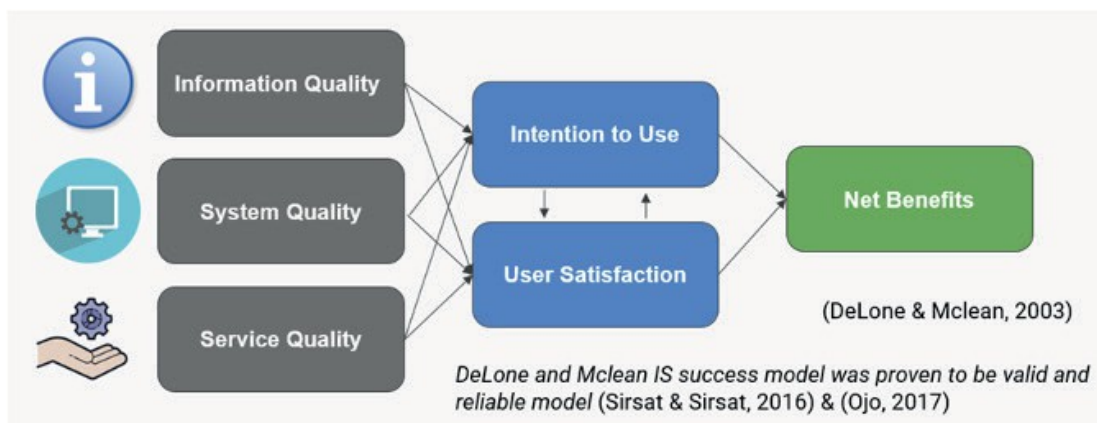 Information Quality
System Quality
Service Quality
Intention to Use
User Satisfaction
Net Benefits
(DeLone & Mclean, 2003)
DeLone and Mclean IS success model was proven to be valid and
reliable model (Sirsat & Sirsat, 2016) & (Ojo, 2017)